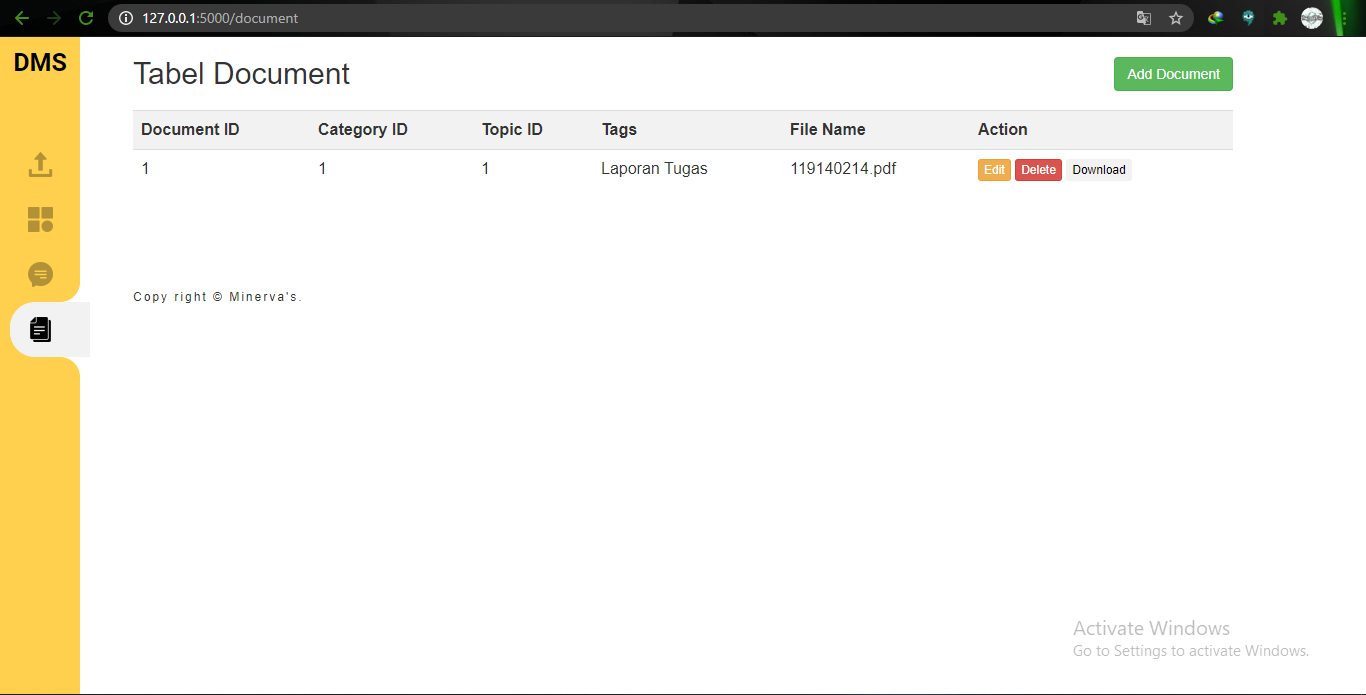 127.0.0.1:5000/document
DMS
Tabel Document
Add Document
Document ID Category ID Topic ID Tags File Name Action
1 1 1 Laporan Tugas 119140214.pdf Edit Delete Download
Copy right © Minerva's.
Activate Windows
Go to Settings to activate Windows.